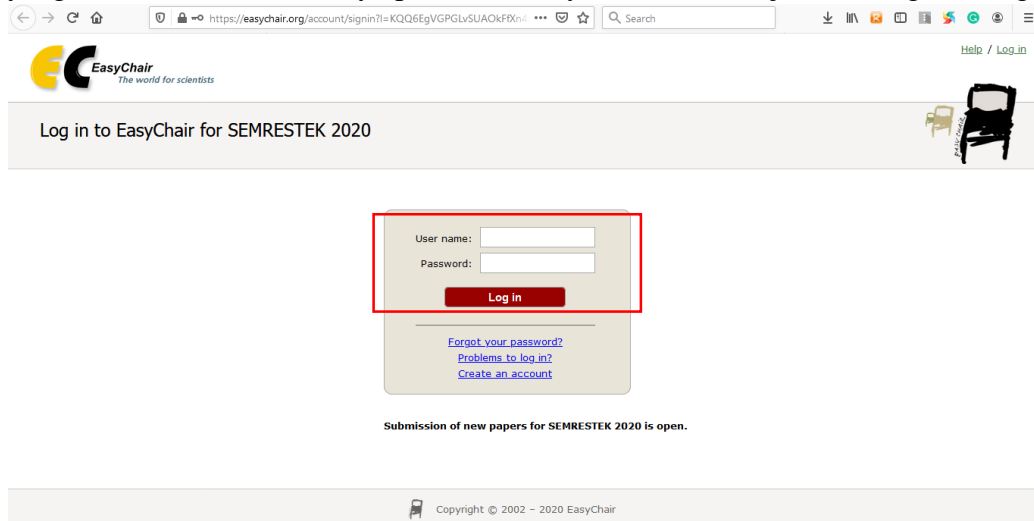 https://easychair.org/account/signin?l=KQQ6EgVGPGLvSUAOkFfXn4
Search
Help / Log in
EasyChair
The world for scientists
Log in to EasyChair for SEMRESTEK 2020
easy chair
User name:
Password:
Log in
Forgot your password?
Problems to log in?
Create an account
Submission of new papers for SEMRESTEK 2020 is open.
Copyright © 2002 – 2020 EasyChair